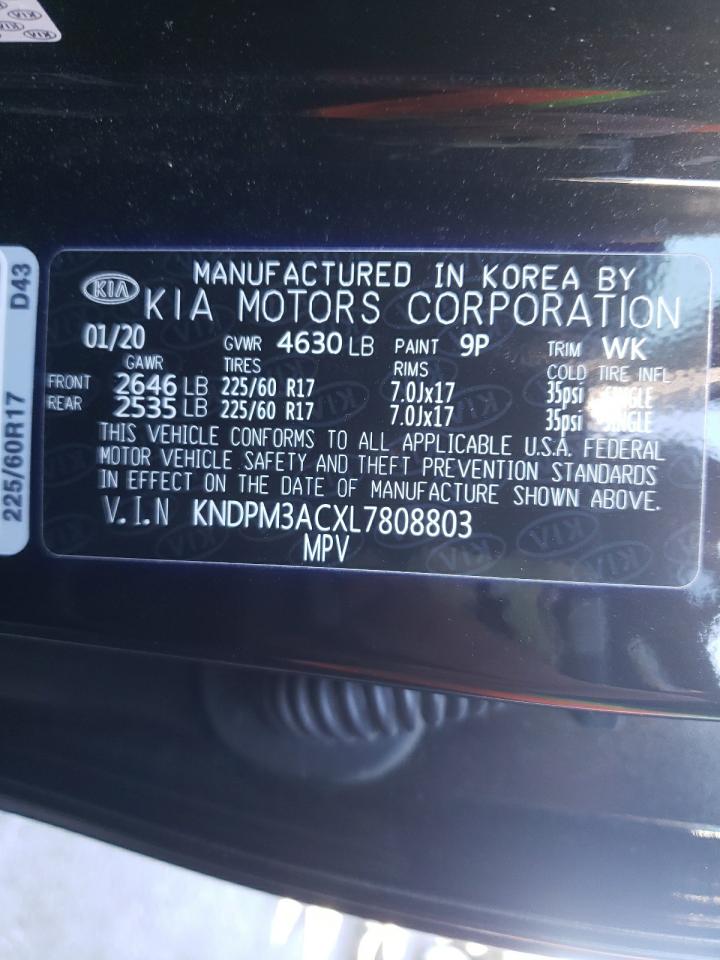 KIA
MANUFACTURED IN KOREA BY
KIA MOTORS CORPORATION
01/20 GVWR 4630 LB PAINT 9P TRIM WK
GAWR TIRES RIMS COLD TIRE INFL
FRONT 2646 LB 225/60 R17 7.0Jx17 35psi SINGLE
REAR 2535 LB 225/60 R17 7.0Jx17 35psi SINGLE
THIS VEHICLE CONFORMS TO ALL APPLICABLE U.S.A. FEDERAL
MOTOR VEHICLE SAFETY AND THEFT PREVENTION STANDARDS
IN EFFECT ON THE DATE OF MANUFACTURE SHOWN ABOVE.
V.I.N KNDPM3ACXL7808803
MPV
225/60R17 D43